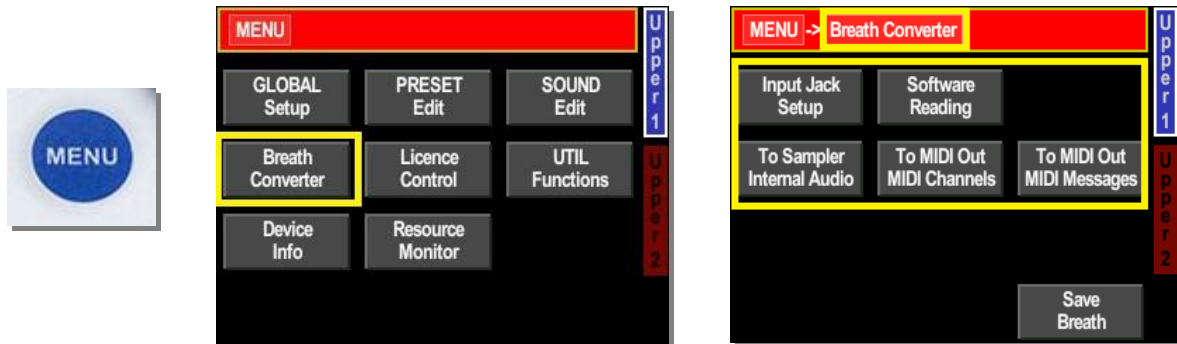 MENU
MENU
GLOBAL
Setup
PRESET
Edit
SOUND
Edit
Breath
Converter
Licence
Control
UTIL
Functions
Device
Info
Resource
Monitor
Upper 1
Upper 2
MENU -> Breath Converter
Input Jack
Setup
Software
Reading
To Sampler
Internal Audio
To MIDI Out
MIDI Channels
To MIDI Out
MIDI Messages
Save
Breath
Upper 1
Upper 2